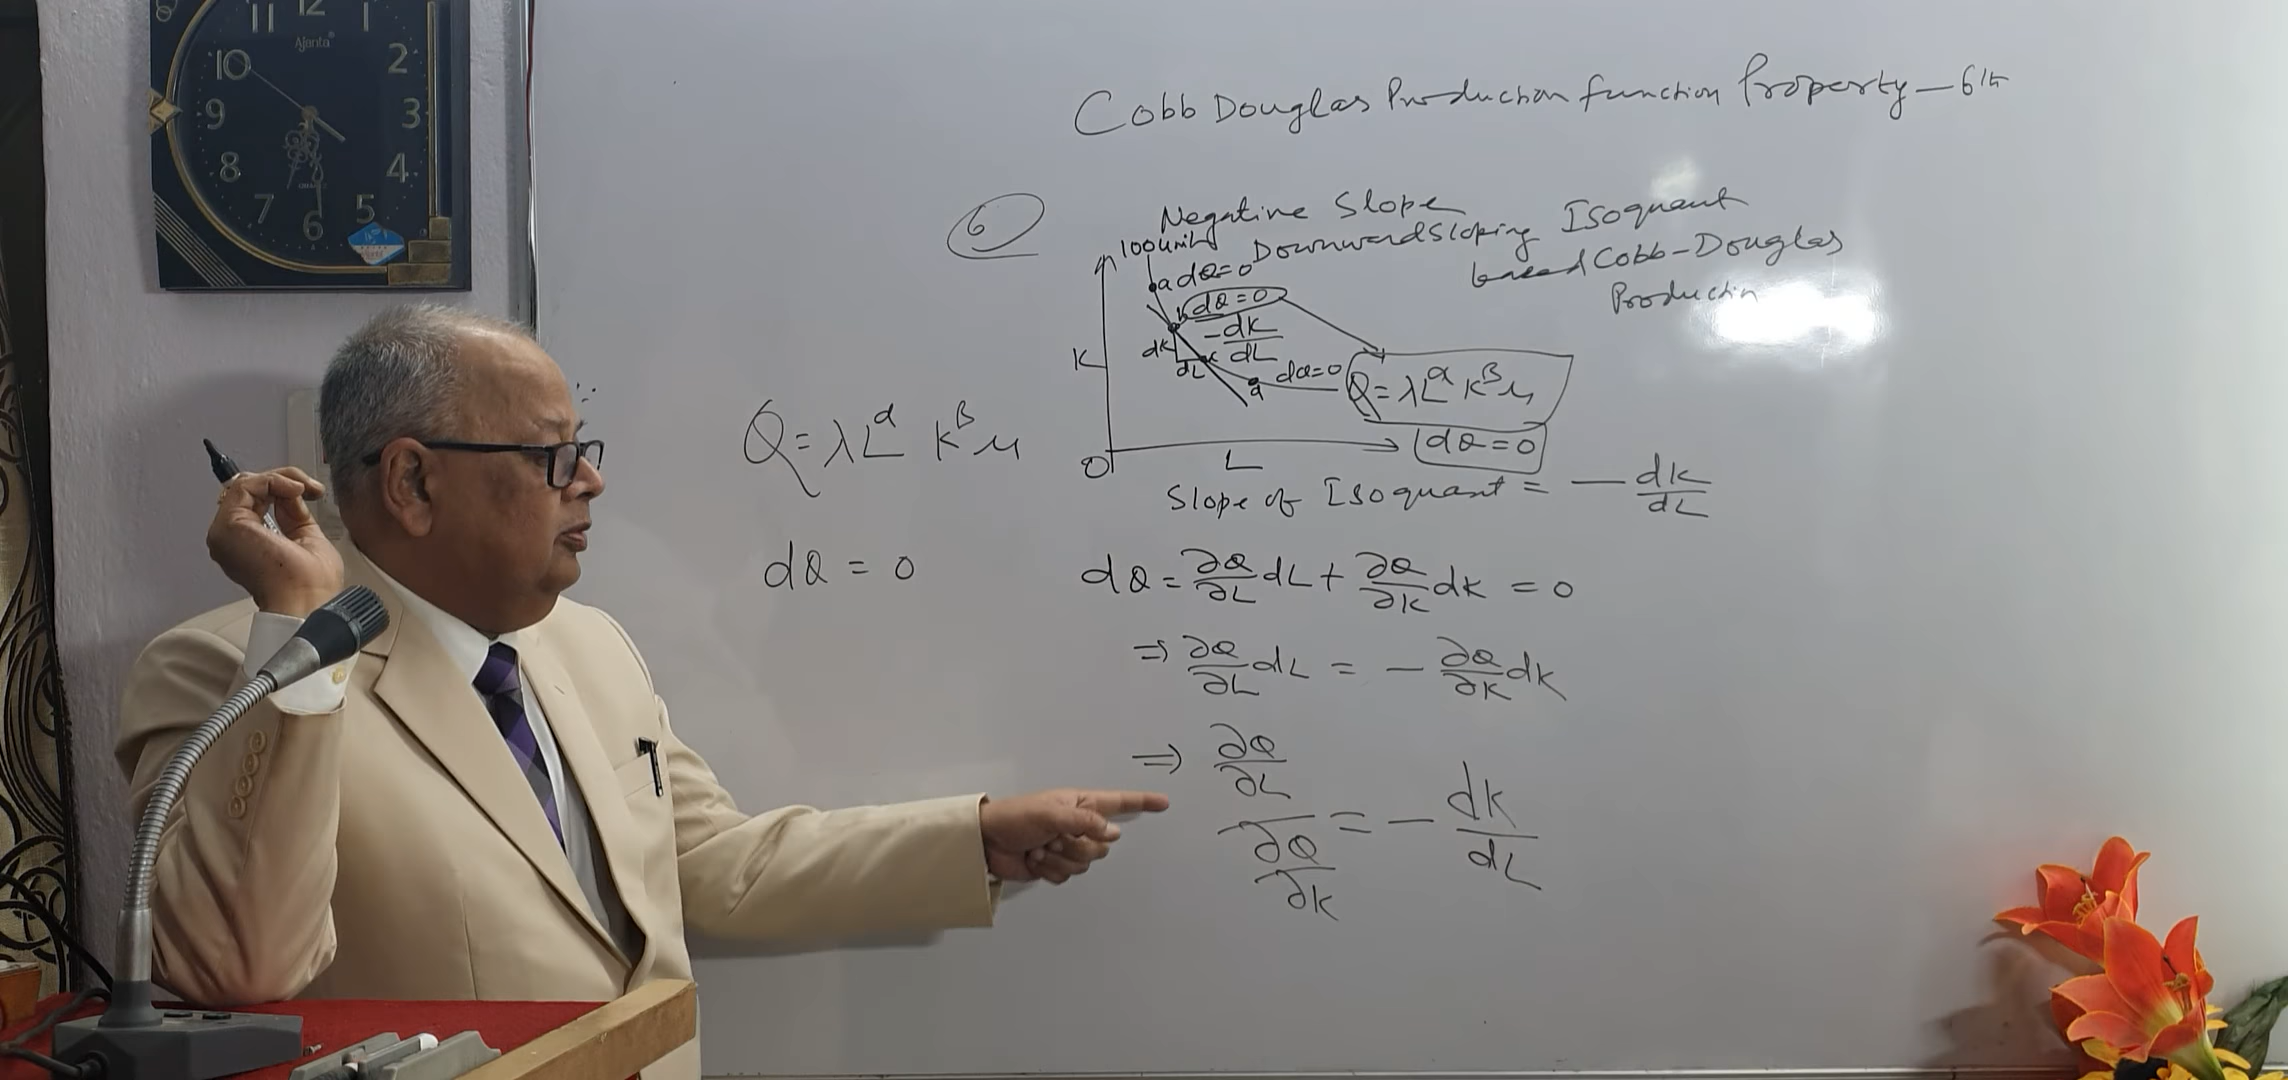 Cobb Douglas Production function Property - 6th
6
Negative Slope
Downward Sloping Isoquant
based Cobb-Douglas
Production
100 units
a dQ=0
b dQ=0
-dK/dL
dK
dL
c
d
dQ=0
K
O
L
Q=λL^α K^β μ
dQ=0
Slope of Isoquant = -dK/dL
Q=λL^α K^β μ
dQ = 0
dQ = ∂Q/∂L dL + ∂Q/∂K dK = 0
⇒ ∂Q/∂L dL = - ∂Q/∂K dK
⇒ (∂Q/∂L)/(∂Q/∂K) = - dK/dL
11 12 1
Ajanta
10 2
9 3
8 4
7 6 5